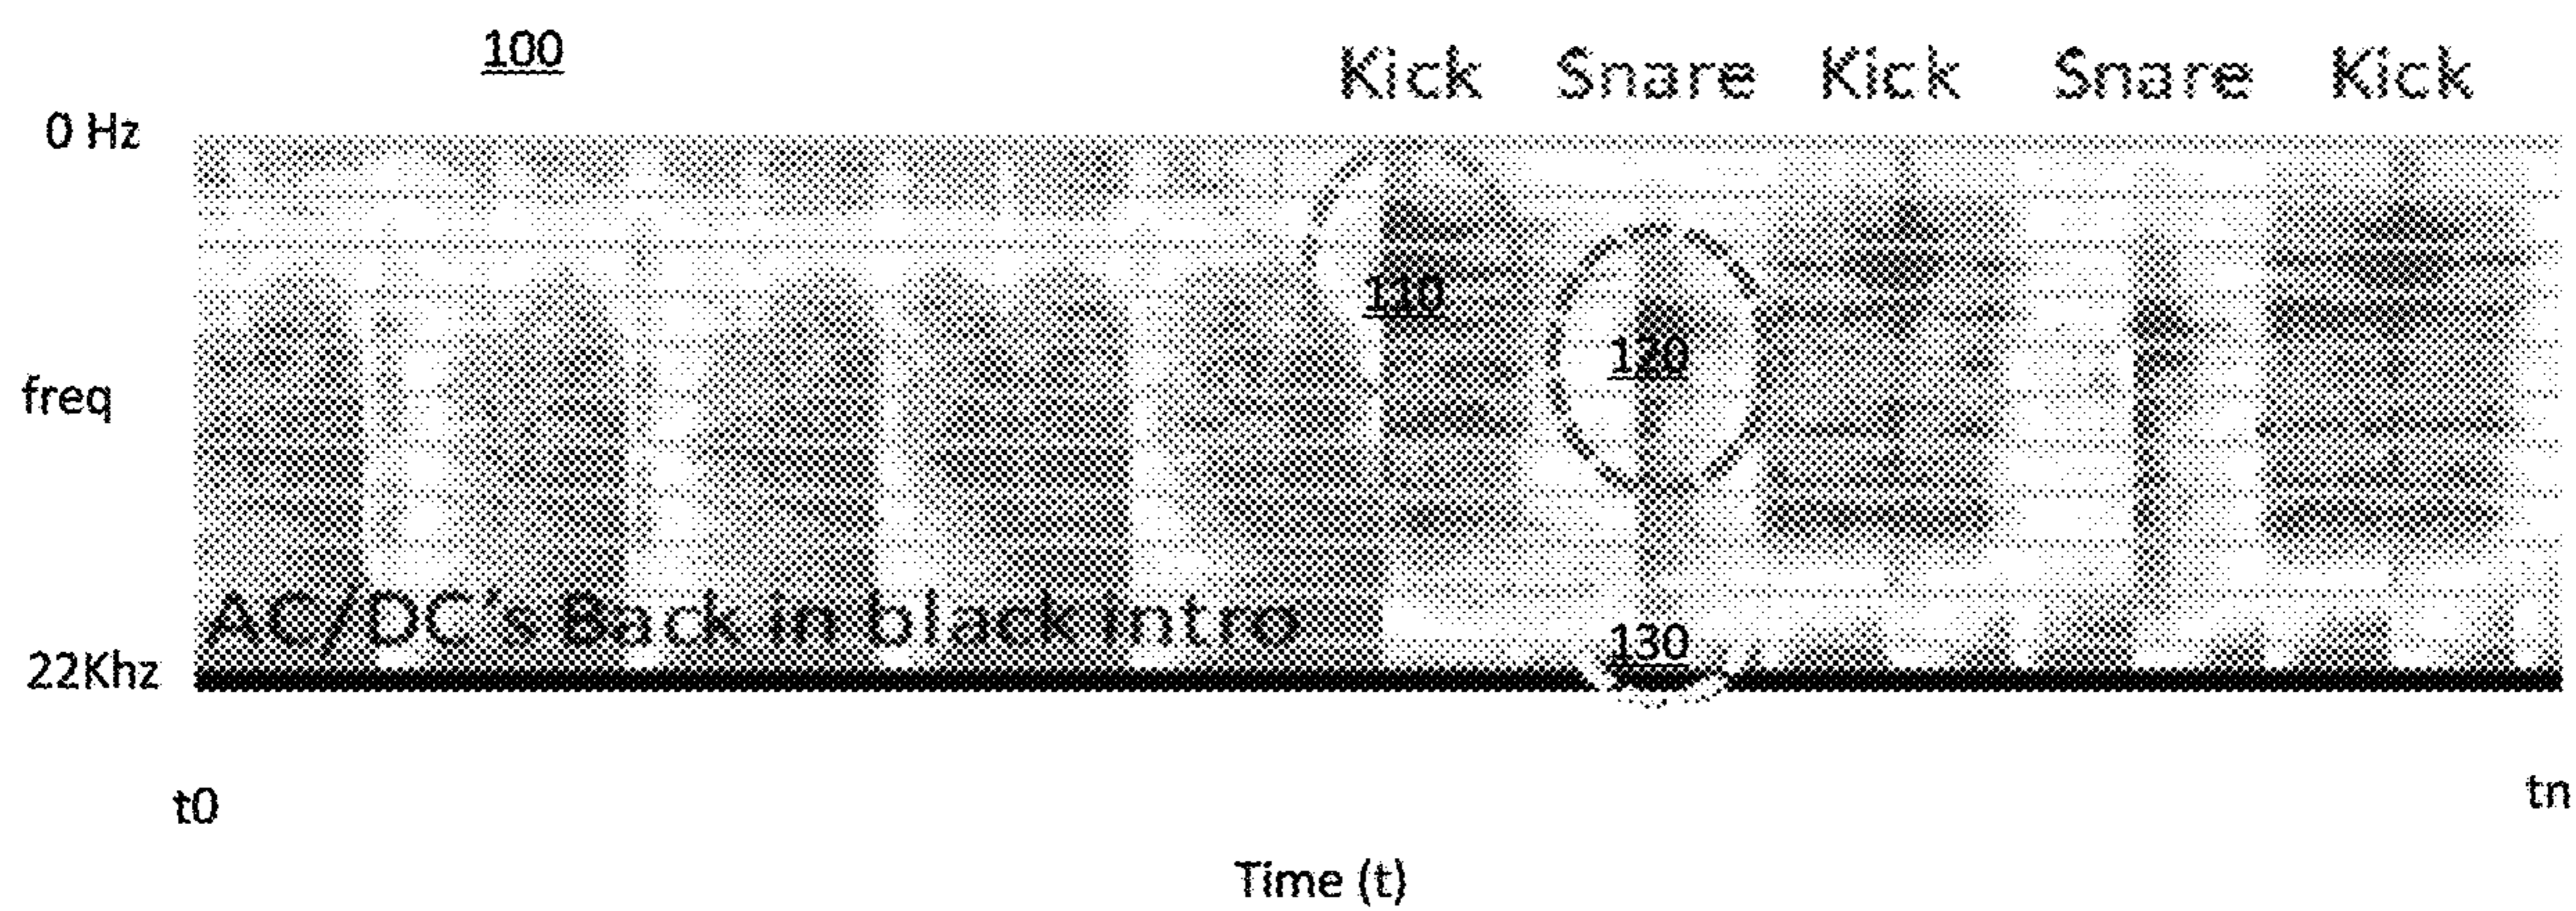 100
Kick Snare Kick Snare Kick
0 Hz
110
120
freq
AC/DC's Back in black intro
130
22Khz
t0
tn
Time (t)